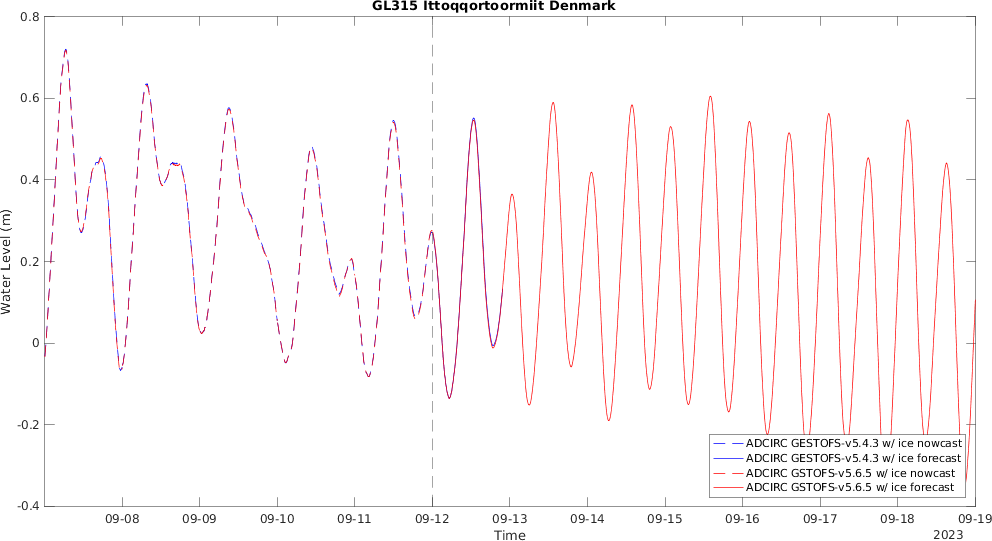 GL315 Ittoqqortoormiit Denmark
0.8
0.6
0.4
0.2
0
-0.2
-0.4
Water Level (m)
ADCIRC GESTOFS-v5.4.3 w/ ice nowcast
ADCIRC GESTOFS-v5.4.3 w/ ice forecast
ADCIRC GSTOFS-v5.6.5 w/ ice nowcast
ADCIRC GSTOFS-v5.6.5 w/ ice forecast
09-08 09-09 09-10 09-11 09-12 09-13 09-14 09-15 09-16 09-17 09-18 09-19
Time
2023